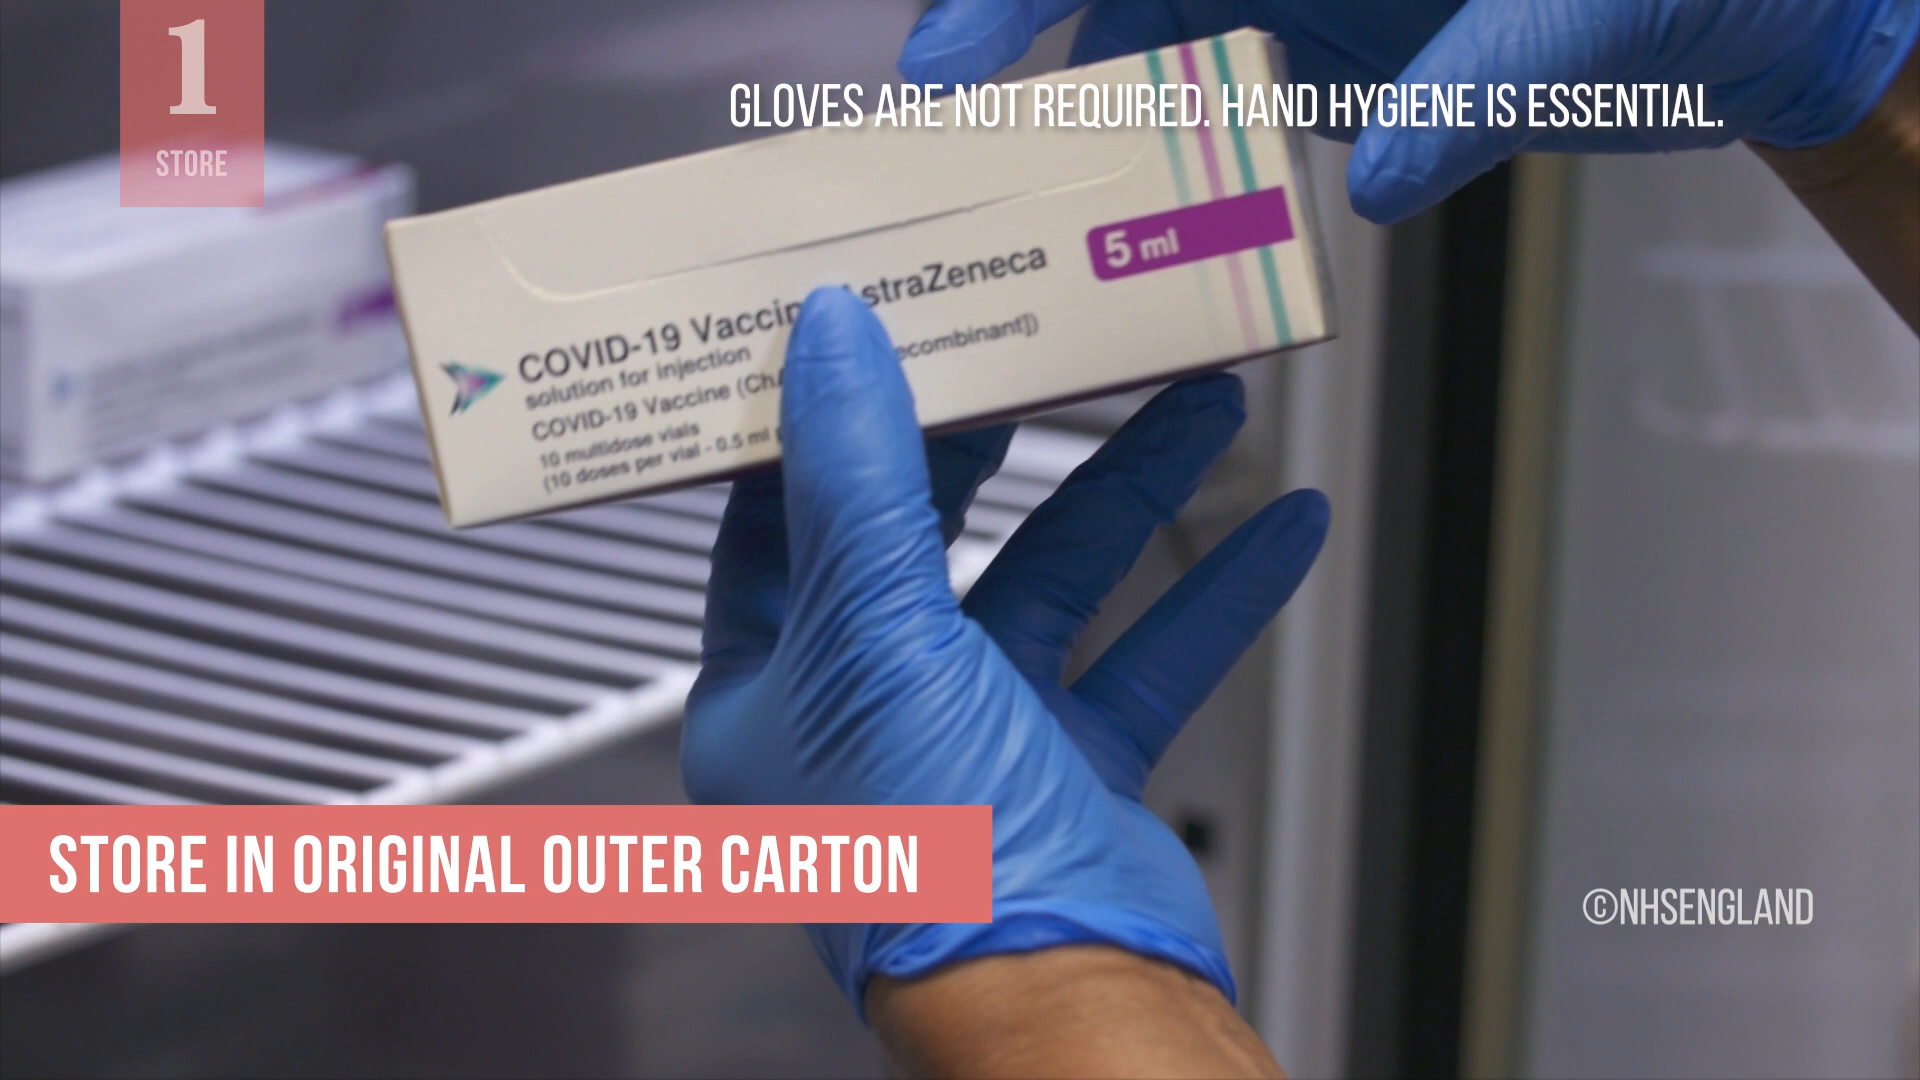 1
STORE
GLOVES ARE NOT REQUIRED. HAND HYGIENE IS ESSENTIAL.
5 ml
COVID-19 Vaccin straZeneca
solution for injection
COVID-19 Vaccine (Ch ecombinant])
10 multidose vials
(10 doses per vial - 0.5 ml
STORE IN ORIGINAL OUTER CARTON
©NHSENGLAND